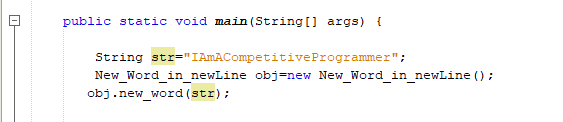 public static void main(String[] args) {
String str="IAmACompetitiveProgrammer";
New_Word_in_newLine obj=new New_Word_in_newLine();
obj.new_word(str);